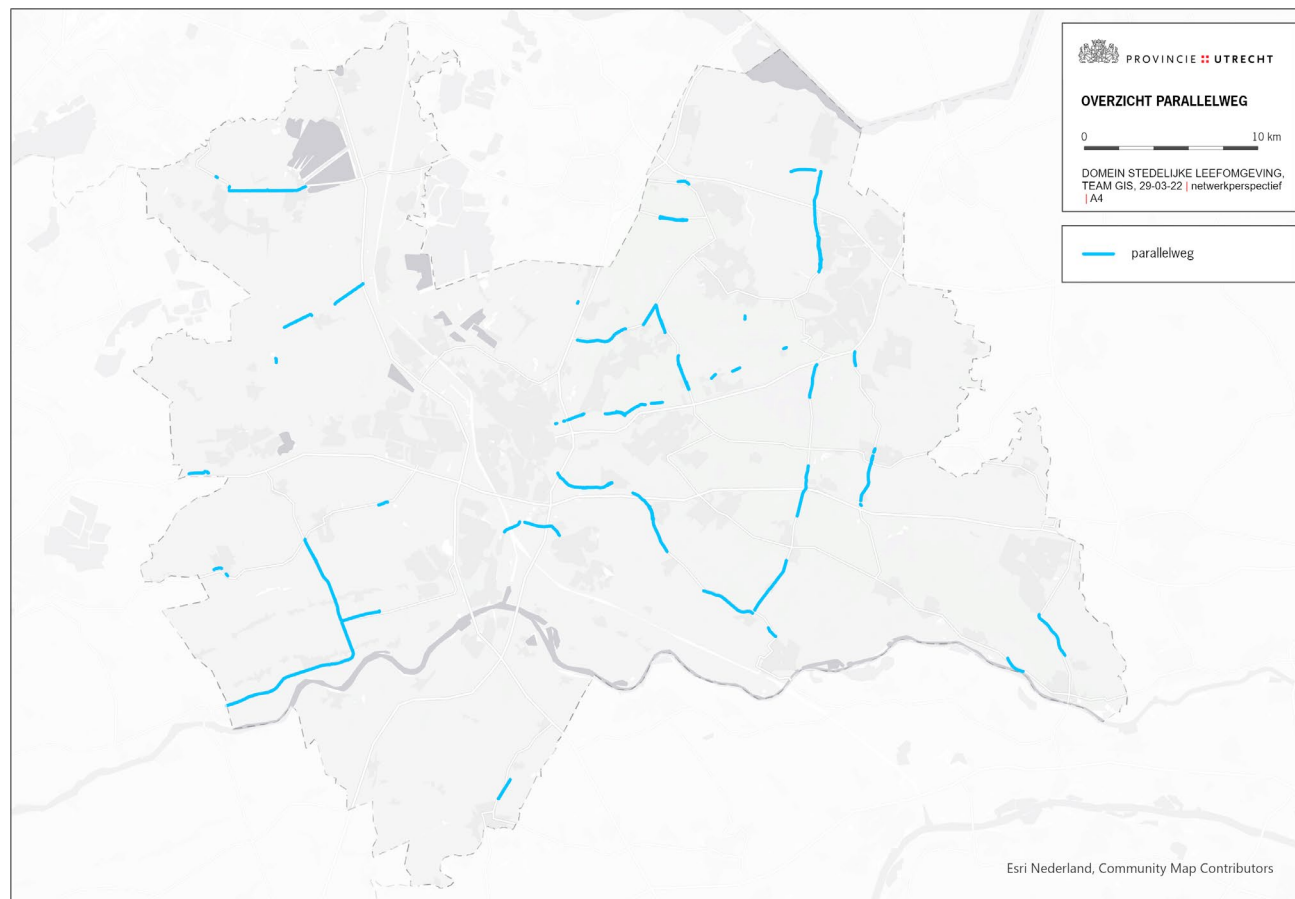 PROVINCIE UTRECHT
OVERZICHT PARALLELWEG
0 10 km
DOMEIN STEDELIJKE LEEFOMGEVING,
TEAM GIS, 29-03-22 | netwerkperspectief
| A4
parallelweg
Esri Nederland, Community Map Contributors